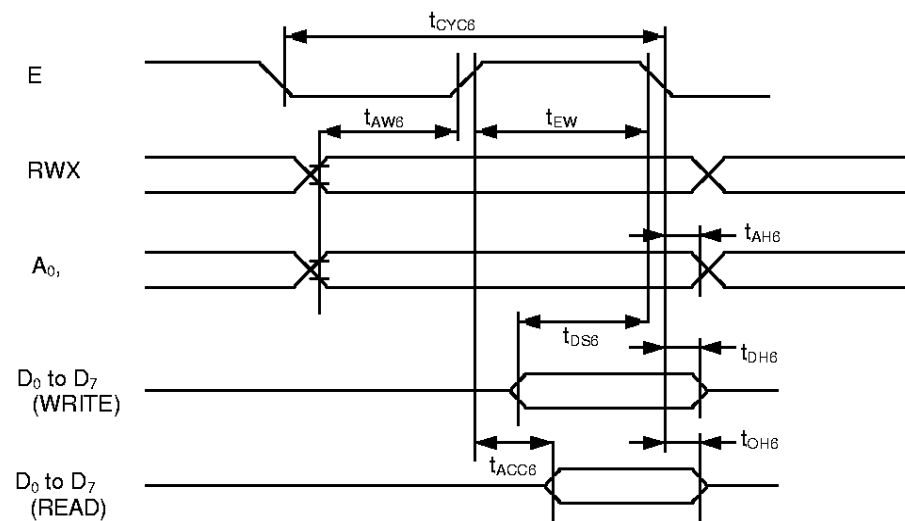 tCYC6
E
tAW6
tEW
RWX
tAH6
A0,
tDS6
tDH6
D0 to D7
(WRITE)
tOH6
tACC6
D0 to D7
(READ)